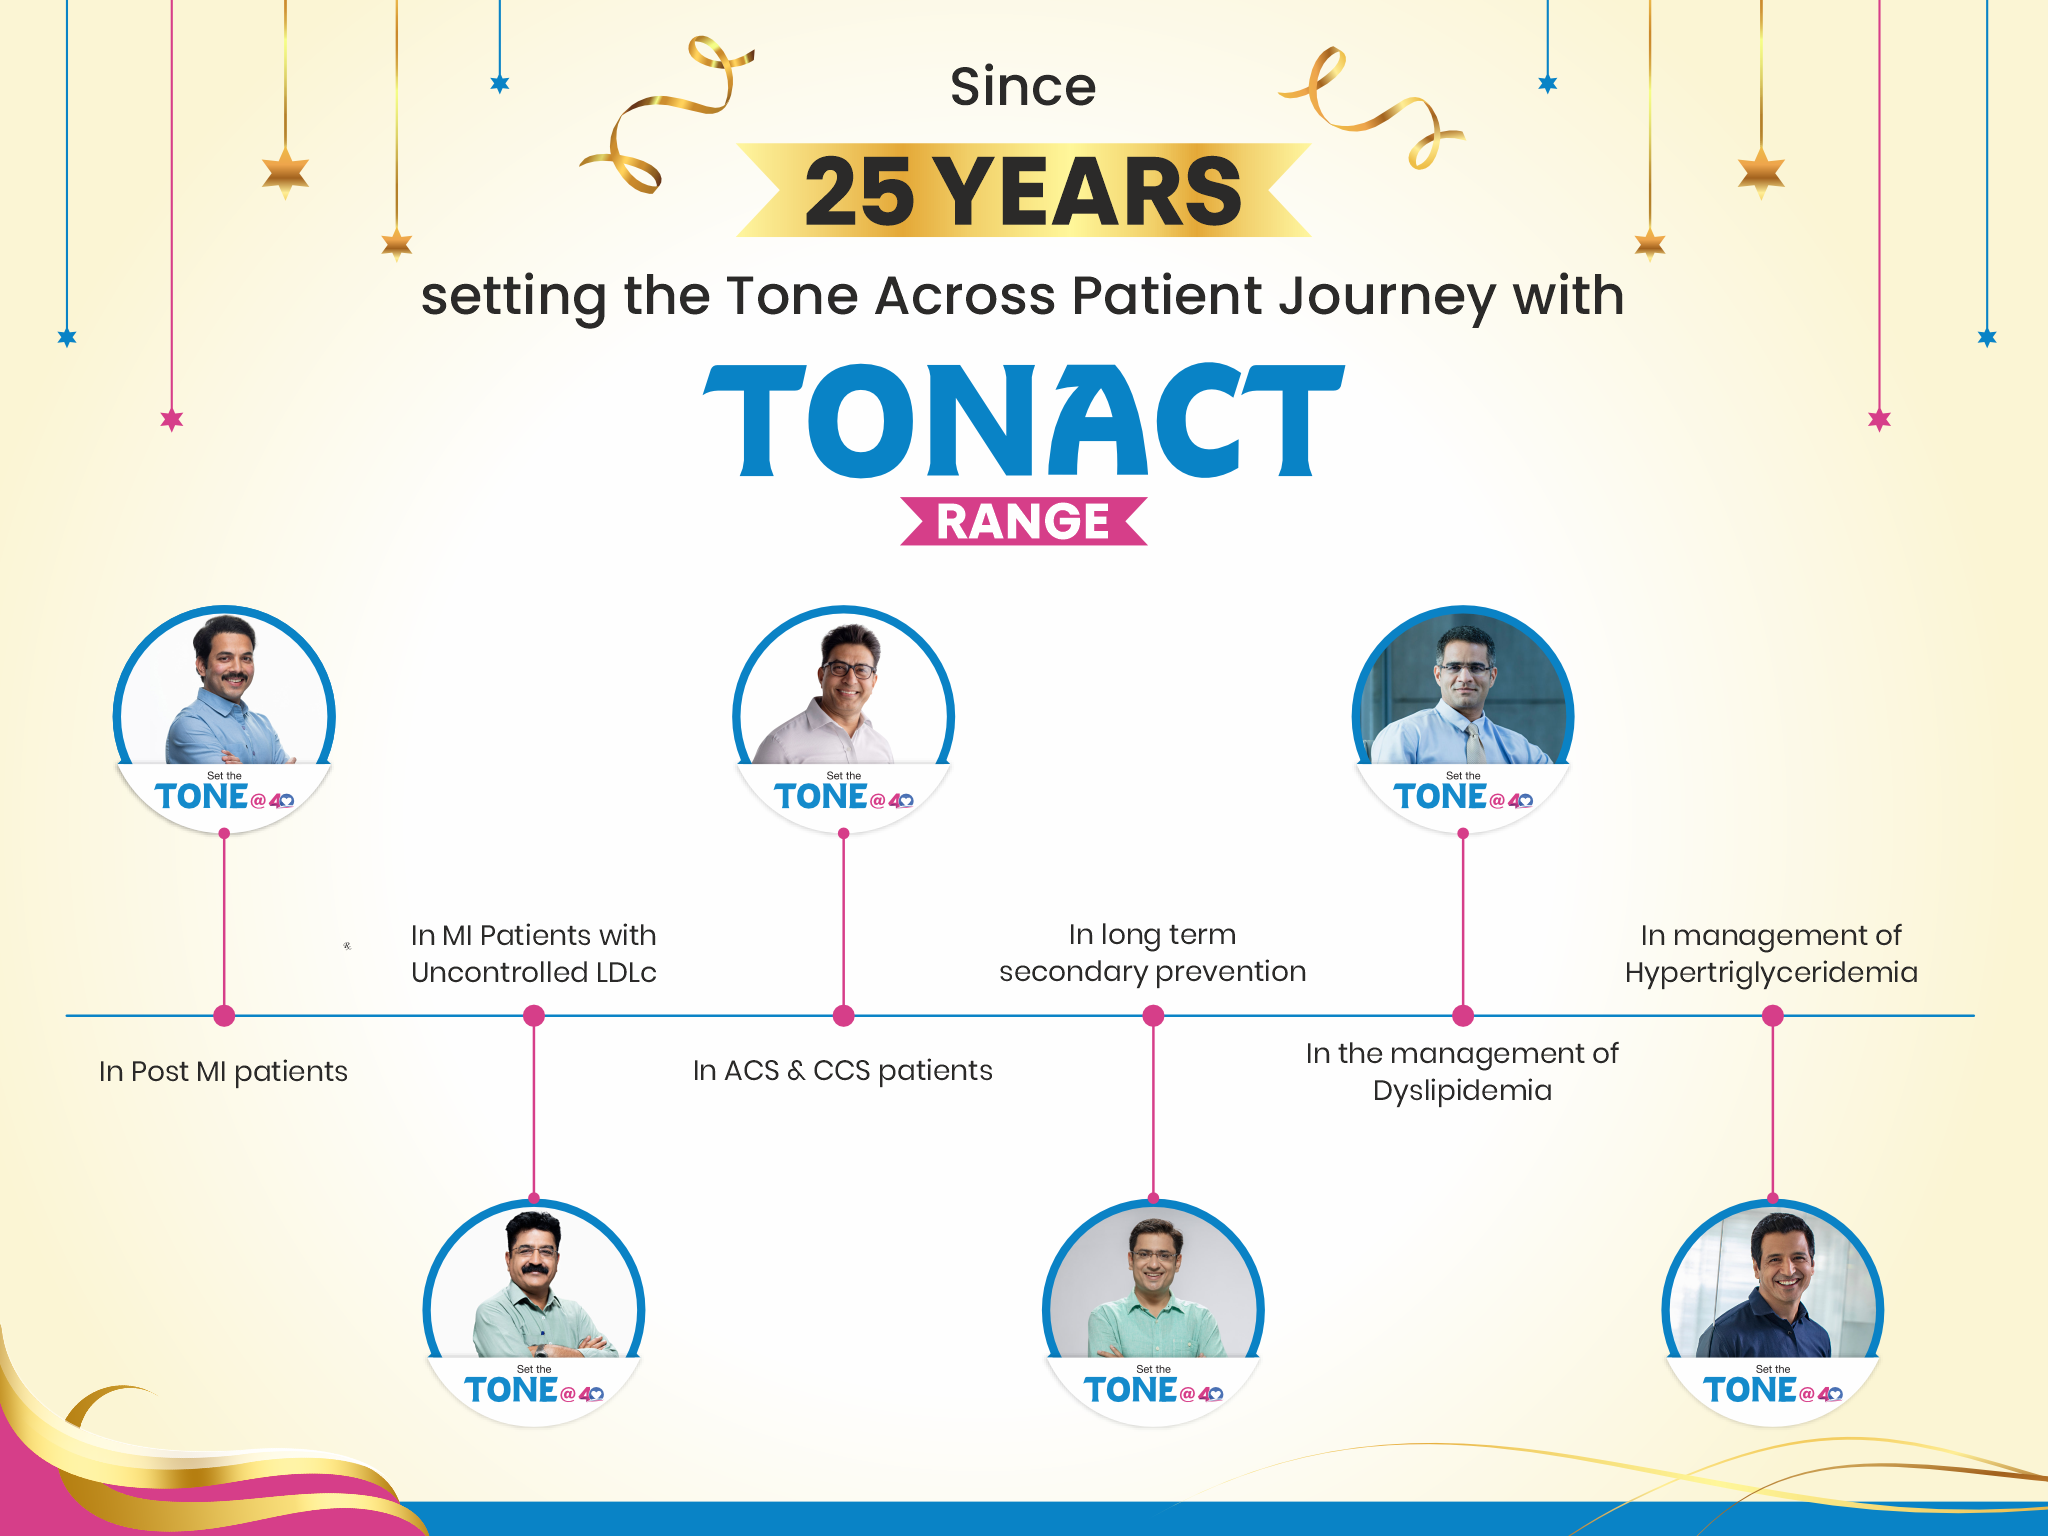 Since
25 YEARS
setting the Tone Across Patient Journey with
TONACT
RANGE
Set the
TONE@40
Set the
TONE@40
Set the
TONE@40
&
In MI Patients with
Uncontrolled LDLc
In long term
secondary prevention
In management of
Hypertriglyceridemia
In Post MI patients
In ACS & CCS patients
In the management of
Dyslipidemia
Set the
TONE@40
Set the
TONE@40
Set the
TONE@40